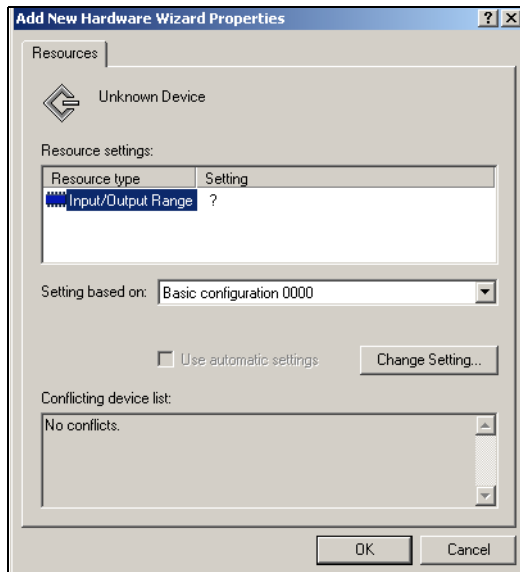 Add New Hardware Wizard Properties
Resources
Unknown Device
Resource settings:
Resource type Setting
Input/Output Range ?
Setting based on: Basic configuration 0000
Use automatic settings Change Setting...
Conflicting device list:
No conflicts.
OK Cancel